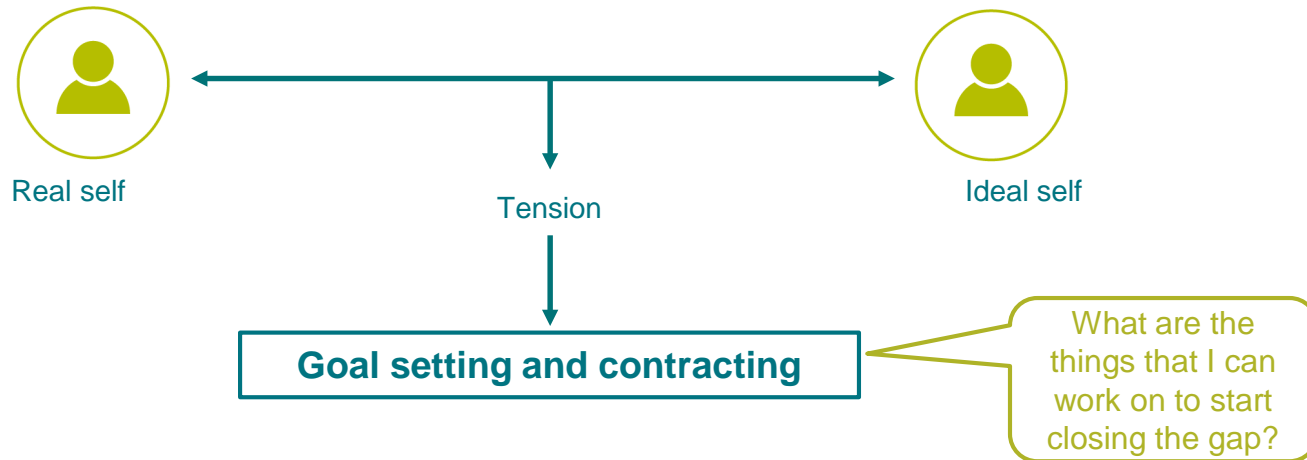 Real self
Ideal self
Tension
Goal setting and contracting
What are the
things that I can
work on to start
closing the gap?